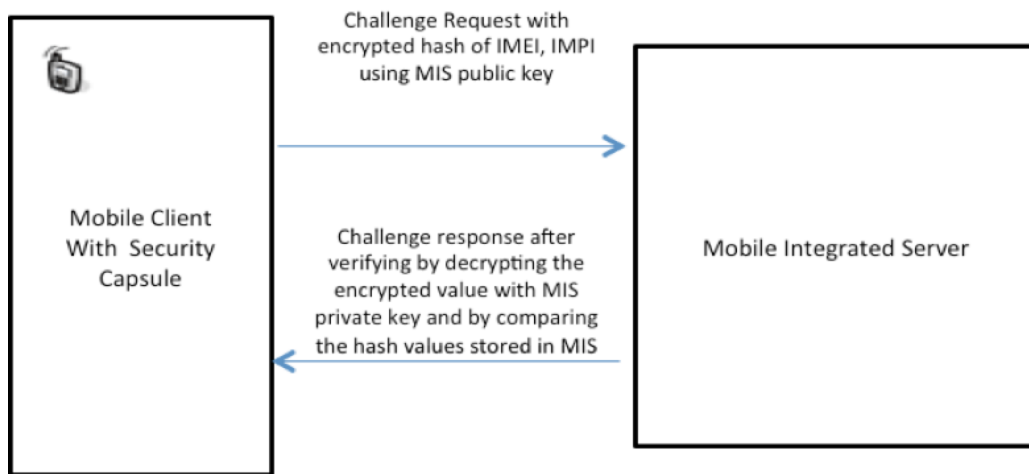 Challenge Request with
encrypted hash of IMEI, IMPI
using MIS public key
Mobile Client
With Security
Capsule
Challenge response after
verifying by decrypting the
encrypted value with MIS
private key and by comparing
the hash values stored in MIS
Mobile Integrated Server